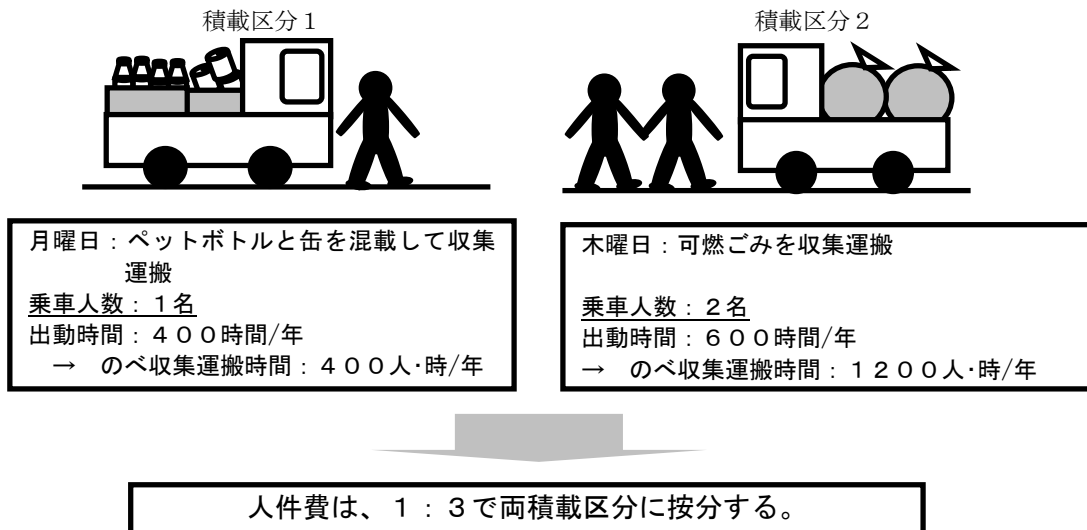 積載区分１
積載区分２
月曜日：ペットボトルと缶を混載して収集
運搬
乗車人数：１名
出動時間：４００時間/年
→　のべ収集運搬時間：４００人･時/年
木曜日：可燃ごみを収集運搬
乗車人数：２名
出動時間：６００時間/年
→　のべ収集運搬時間：１２００人･時/年
人件費は、１：３で両積載区分に按分する。